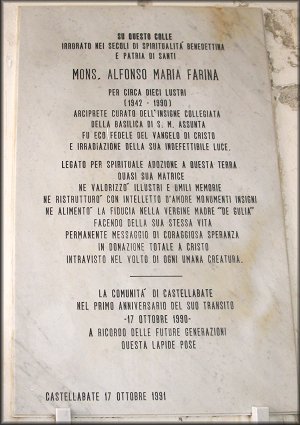 SU QUESTO COLLE
IRRORATO NEI SECOLI DI SPIRITUALITA' BENEDETTINA
E PATRIA DI SANTI
MONS. ALFONSO MARIA FARINA
PER CIRCA DIECI LUSTRI
(1942 - 1990)
ARCIPRETE CURATO DELL'INSIGNE COLLEGIATA
DELLA BASILICA DI S. M. ASSUNTA
FU ECO FEDELE DEL VANGELO DI CRISTO
E IRRADIAZIONE DELLA SUA INDEFETTIBILE LUCE.
LEGATO PER SPIRITUALE ADOZIONE A QUESTA TERRA
QUASI SUA MATRICE
NE VALORIZZO' ILLUSTRI E UMILI MEMORIE
NE RISTRUTTURO' CON INTELLETTO D'AMORE MONUMENTI INSIGNI
NE ALIMENTO' LA FIDUCIA NELLA VERGINE MADRE "DE GULIA"
FACENDO DELLA SUA STESSA VITA
PERMANENTE MESSAGGIO DI CORAGGIOSA SPERANZA
IN DONAZIONE TOTALE A CRISTO
INTRAVISTO NEL VOLTO DI OGNI UMANA CREATURA.
LA COMUNITA' DI CASTELLABATE
NEL PRIMO ANNIVERSARIO DEL SUO TRANSITO
-17 OTTOBRE 1990-
A RICORDO DELLE FUTURE GENERAZIONI
QUESTA LAPIDE POSE
CASTELLABATE 17 OTTOBRE 1991